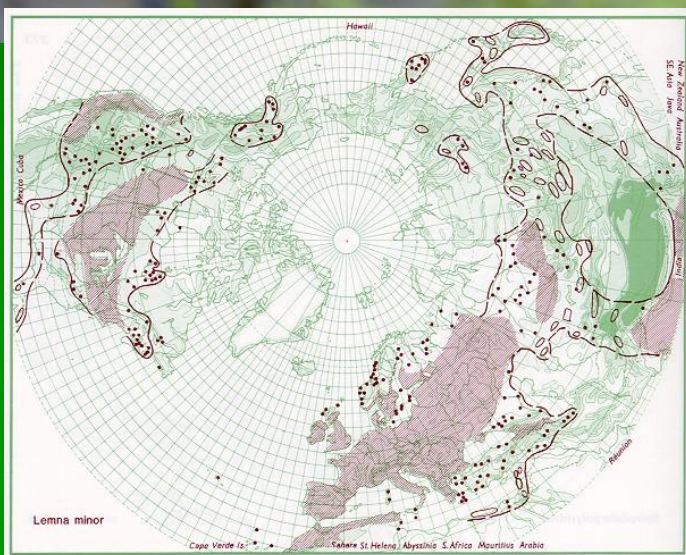 Hawaii
New Zealand Australia
SE. Asia Java
Mexico Cuba
India
Réunion
Lemna minor
Cape Verde Is.
Sahara St. Helena, Abyssinia S. Africa Mauritius Arabia